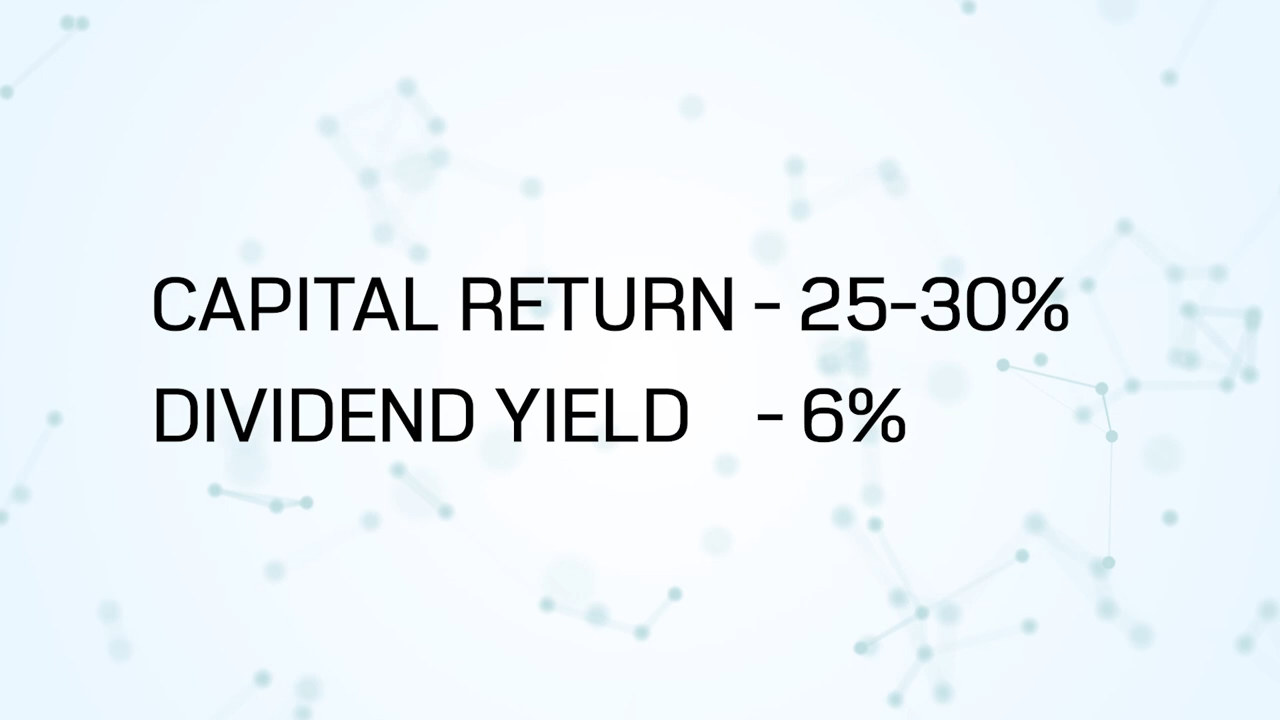 CAPITAL RETURN - 25-30%
DIVIDEND YIELD - 6%